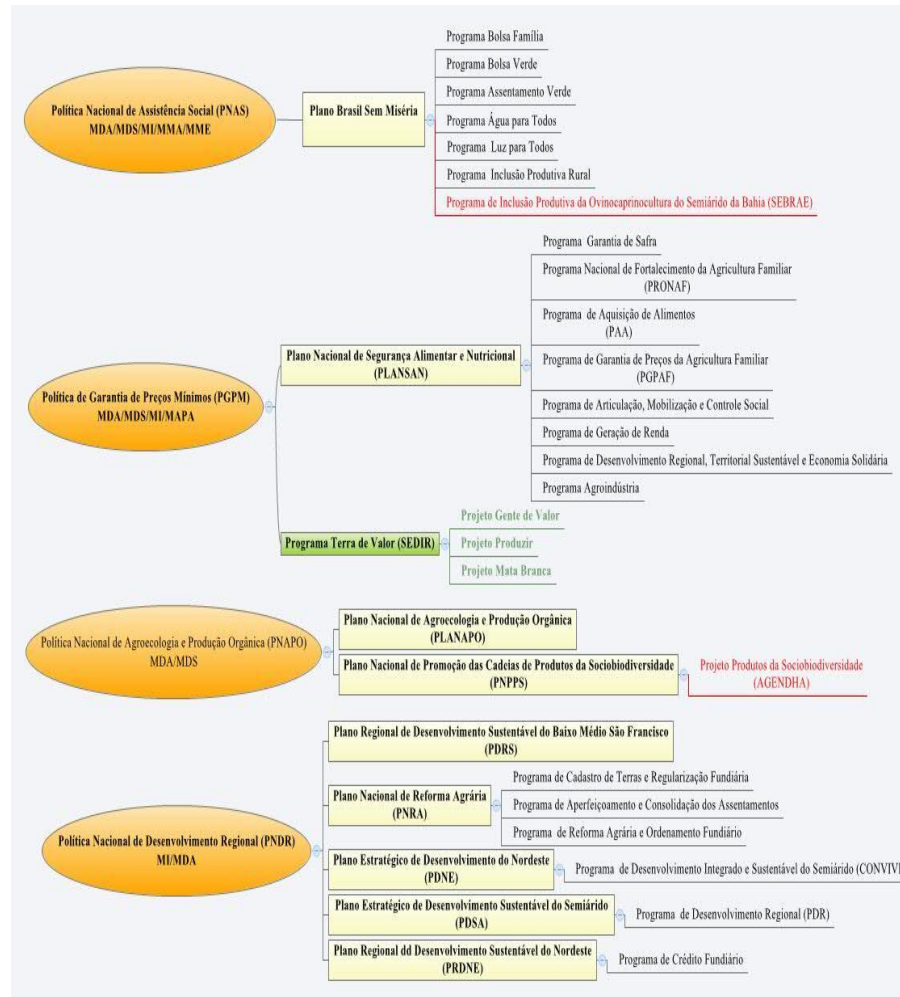 Política Nacional de Assistência Social (PNAS)
MDA/MDS/MI/MMA/MME
Plano Brasil Sem Miséria
Programa Bolsa Família
Programa Bolsa Verde
Programa Assentamento Verde
Programa Água para Todos
Programa Luz para Todos
Programa Inclusão Produtiva Rural
Programa de Inclusão Produtiva da Ovinocaprinocultura do Semiárido da Bahia (SEBRAE)
Política de Garantia de Preços Mínimos (PGPM)
MDA/MDS/MI/MAPA
Plano Nacional de Segurança Alimentar e Nutricional
(PLANSAN)
Programa Garantia de Safra
Programa Nacional de Fortalecimento da Agricultura Familiar
(PRONAF)
Programa de Aquisição de Alimentos
(PAA)
Programa de Garantia de Preços da Agricultura Familiar
(PGPAF)
Programa de Articulação, Mobilização e Controle Social
Programa de Geração de Renda
Programa de Desenvolvimento Regional, Territorial Sustentável e Economia Solidária
Programa Agroindústria
Programa Terra de Valor (SEDIR)
Projeto Gente de Valor
Projeto Produzir
Projeto Mata Branca
Política Nacional de Agroecologia e Produção Orgânica (PNAPO)
MDA/MDS
Plano Nacional de Agroecologia e Produção Orgânica
(PLANAPO)
Plano Nacional de Promoção das Cadeias de Produtos da Sociobiodiversidade
(PNPPS)
Projeto Produtos da Sociobiodiversidade
(AGENDHA)
Política Nacional de Desenvolvimento Regional (PNDR)
MI/MDA
Plano Regional de Desenvolvimento Sustentável do Baixo Médio São Francisco
(PDRS)
Plano Nacional de Reforma Agrária
(PNRA)
Programa de Cadastro de Terras e Regularização Fundiária
Programa de Aperfeiçoamento e Consolidação dos Assentamentos
Programa de Reforma Agrária e Ordenamento Fundiário
Plano Estratégico de Desenvolvimento do Nordeste
(PDNE)
Programa de Desenvolvimento Integrado e Sustentável do Semiárido (CONVIV
Plano Estratégico de Desenvolvimento Sustentável do Semiárido
(PDSA)
Programa de Desenvolvimento Regional (PDR)
Plano Regional dd Desenvolvimento Sustentável do Nordeste
(PRDNE)
Programa de Crédito Fundiário